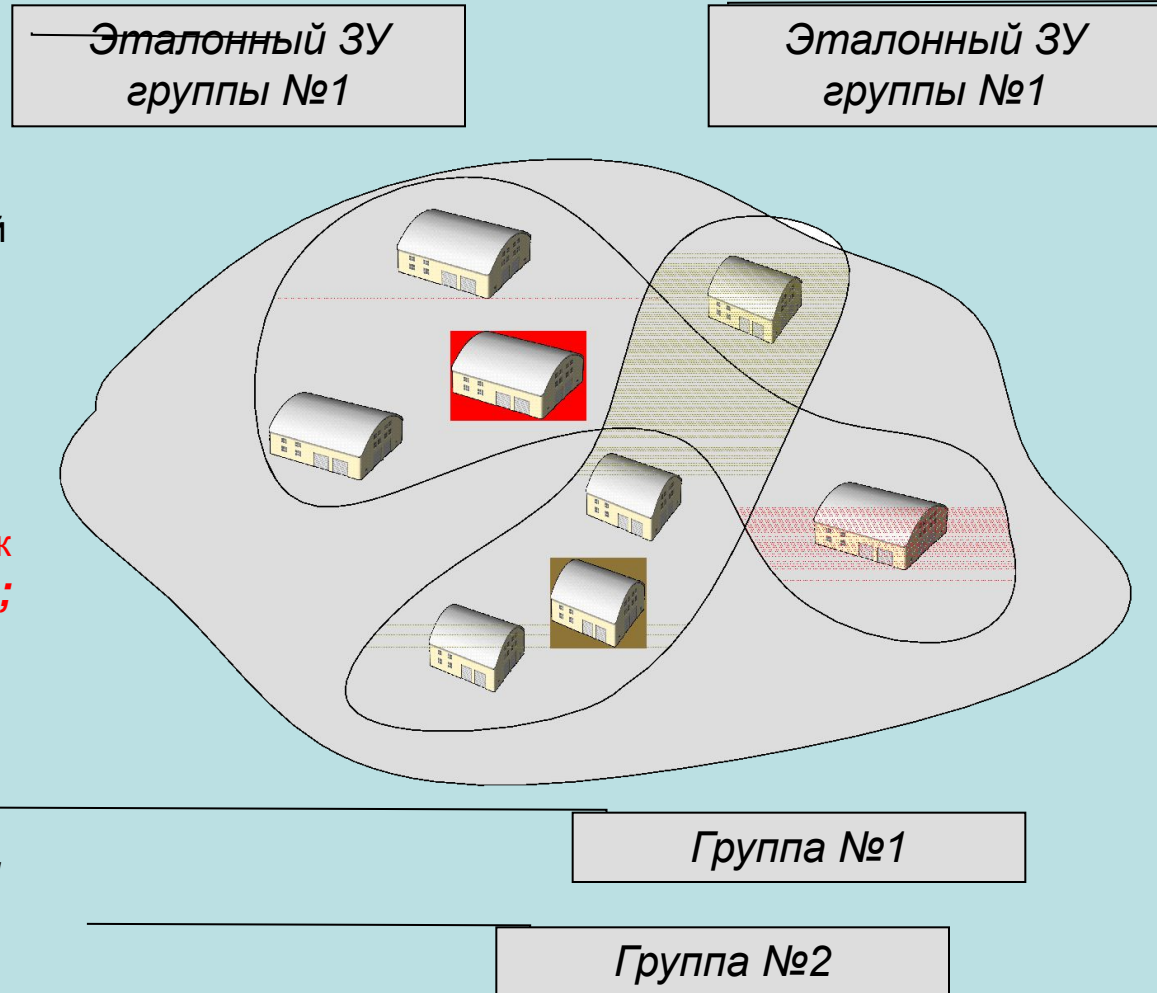 Эталонный ЗУ
группы №1
Эталонный ЗУ
группы №1
й
к
;
Группа №1
Группа №2